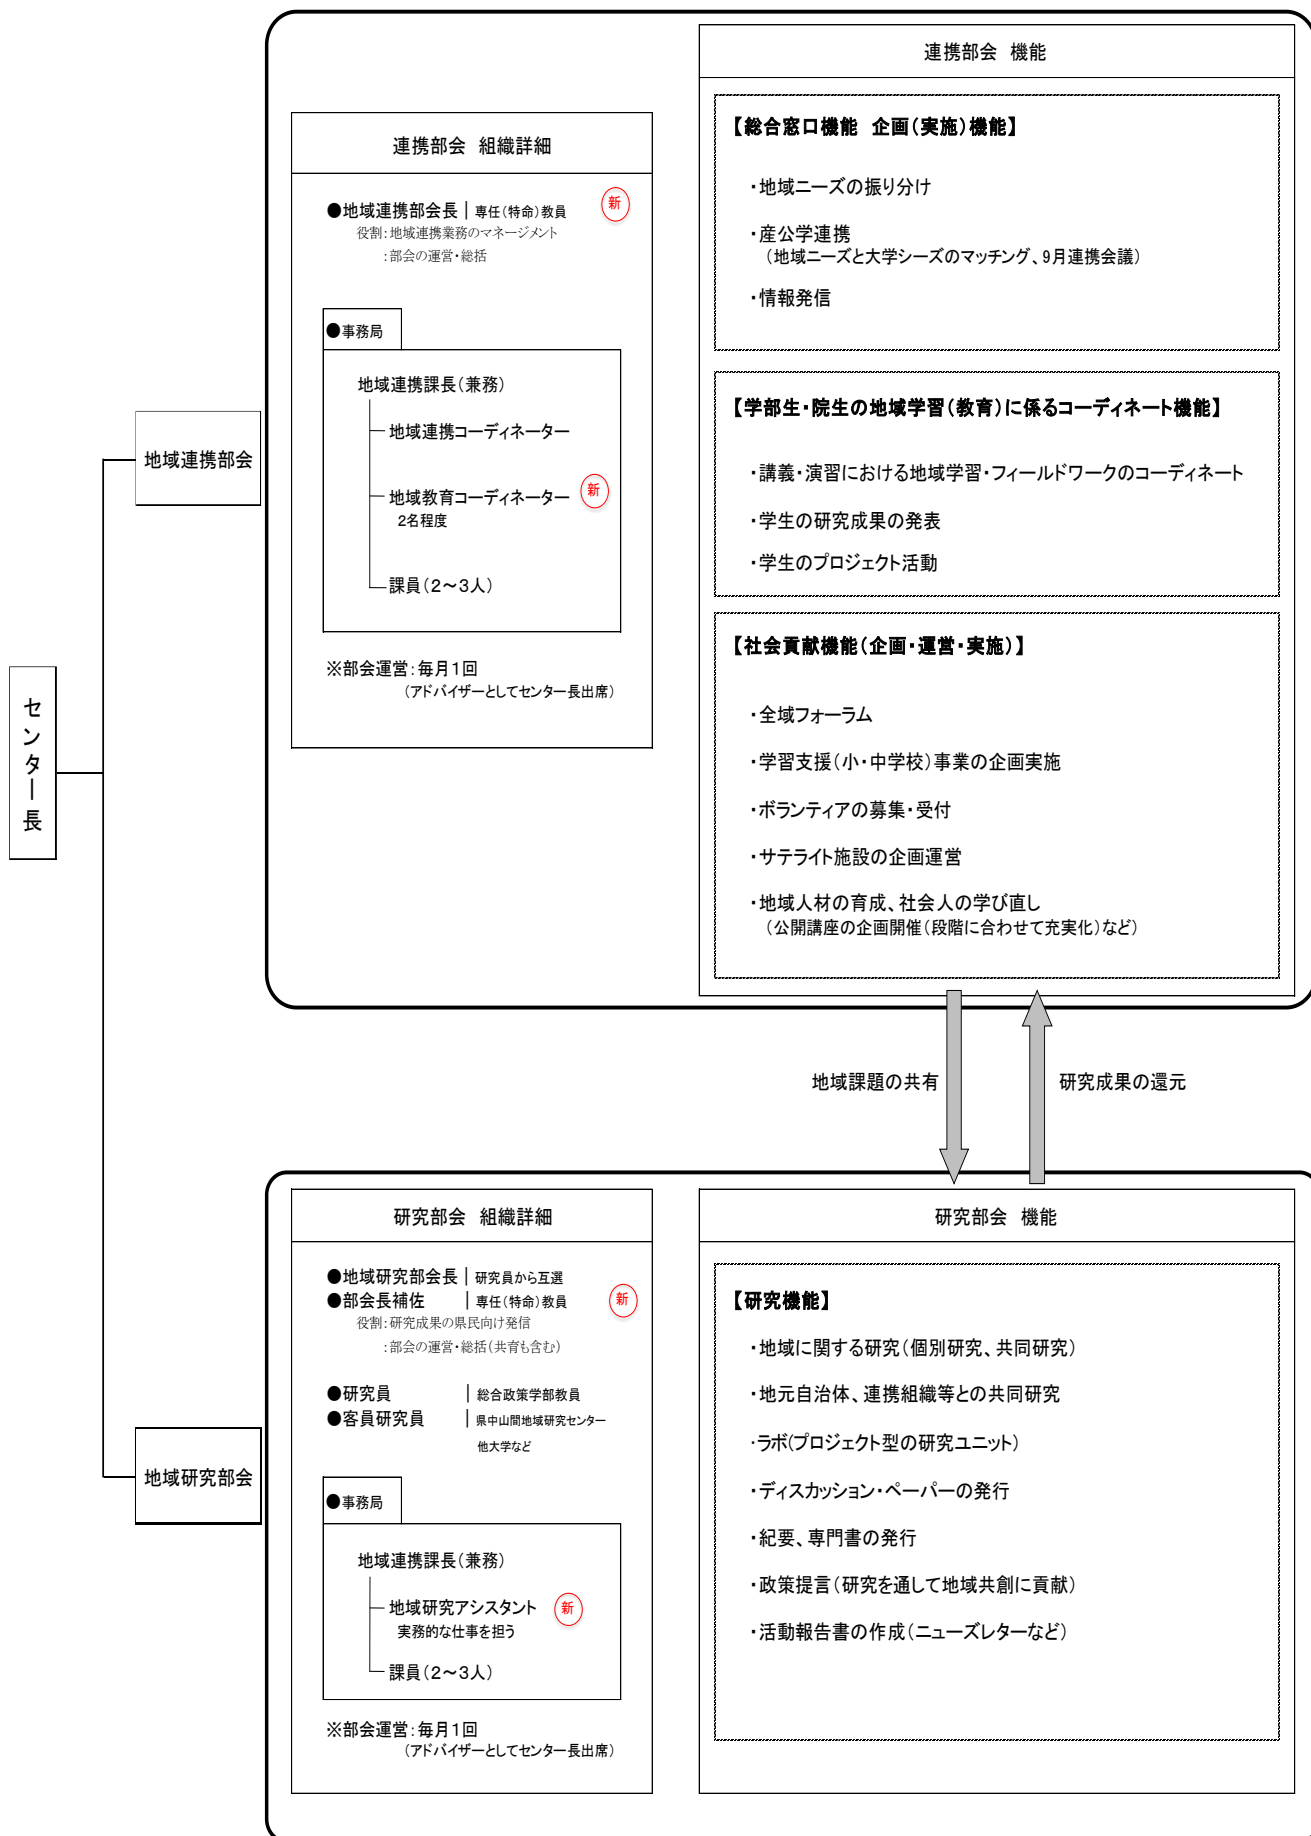 センター長
地域連携部会
連携部会 組織詳細
●地域連携部会長 | 専任(特命)教員
新
役割:地域連携業務のマネージメント
:部会の運営・総括
●事務局
地域連携課長(兼務)
地域連携コーディネーター
地域教育コーディネーター
新
2名程度
課員(2~3人)
※部会運営:毎月1回
(アドバイザーとしてセンター長出席)
連携部会 機能
【総合窓口機能 企画(実施)機能】
・地域ニーズの振り分け
・産公学連携
(地域ニーズと大学シーズのマッチング、9月連携会議)
・情報発信
【学部生・院生の地域学習(教育)に係るコーディネート機能】
・講義・演習における地域学習・フィールドワークのコーディネート
・学生の研究成果の発表
・学生のプロジェクト活動
【社会貢献機能(企画・運営・実施)】
・全域フォーラム
・学習支援(小・中学校)事業の企画実施
・ボランティアの募集・受付
・サテライト施設の企画運営
・地域人材の育成、社会人の学び直し
(公開講座の企画開催(段階に合わせて充実化)など)
地域課題の共有
研究成果の還元
地域研究部会
研究部会 組織詳細
●地域研究部会長 | 研究員から互選
●部会長補佐 | 専任(特命)教員
新
役割:研究成果の県民向け発信
:部会の運営・総括(共育も含む)
●研究員 | 総合政策学部教員
●客員研究員 | 県中山間地域研究センター
他大学など
●事務局
地域連携課長(兼務)
地域研究アシスタント
新
実務的な仕事を担う
課員(2~3人)
※部会運営:毎月1回
(アドバイザーとしてセンター長出席)
研究部会 機能
【研究機能】
・地域に関する研究(個別研究、共同研究)
・地元自治体、連携組織等との共同研究
・ラボ(プロジェクト型の研究ユニット)
・ディスカッション・ペーパーの発行
・紀要、専門書の発行
・政策提言(研究を通して地域共創に貢献)
・活動報告書の作成(ニューズレターなど)